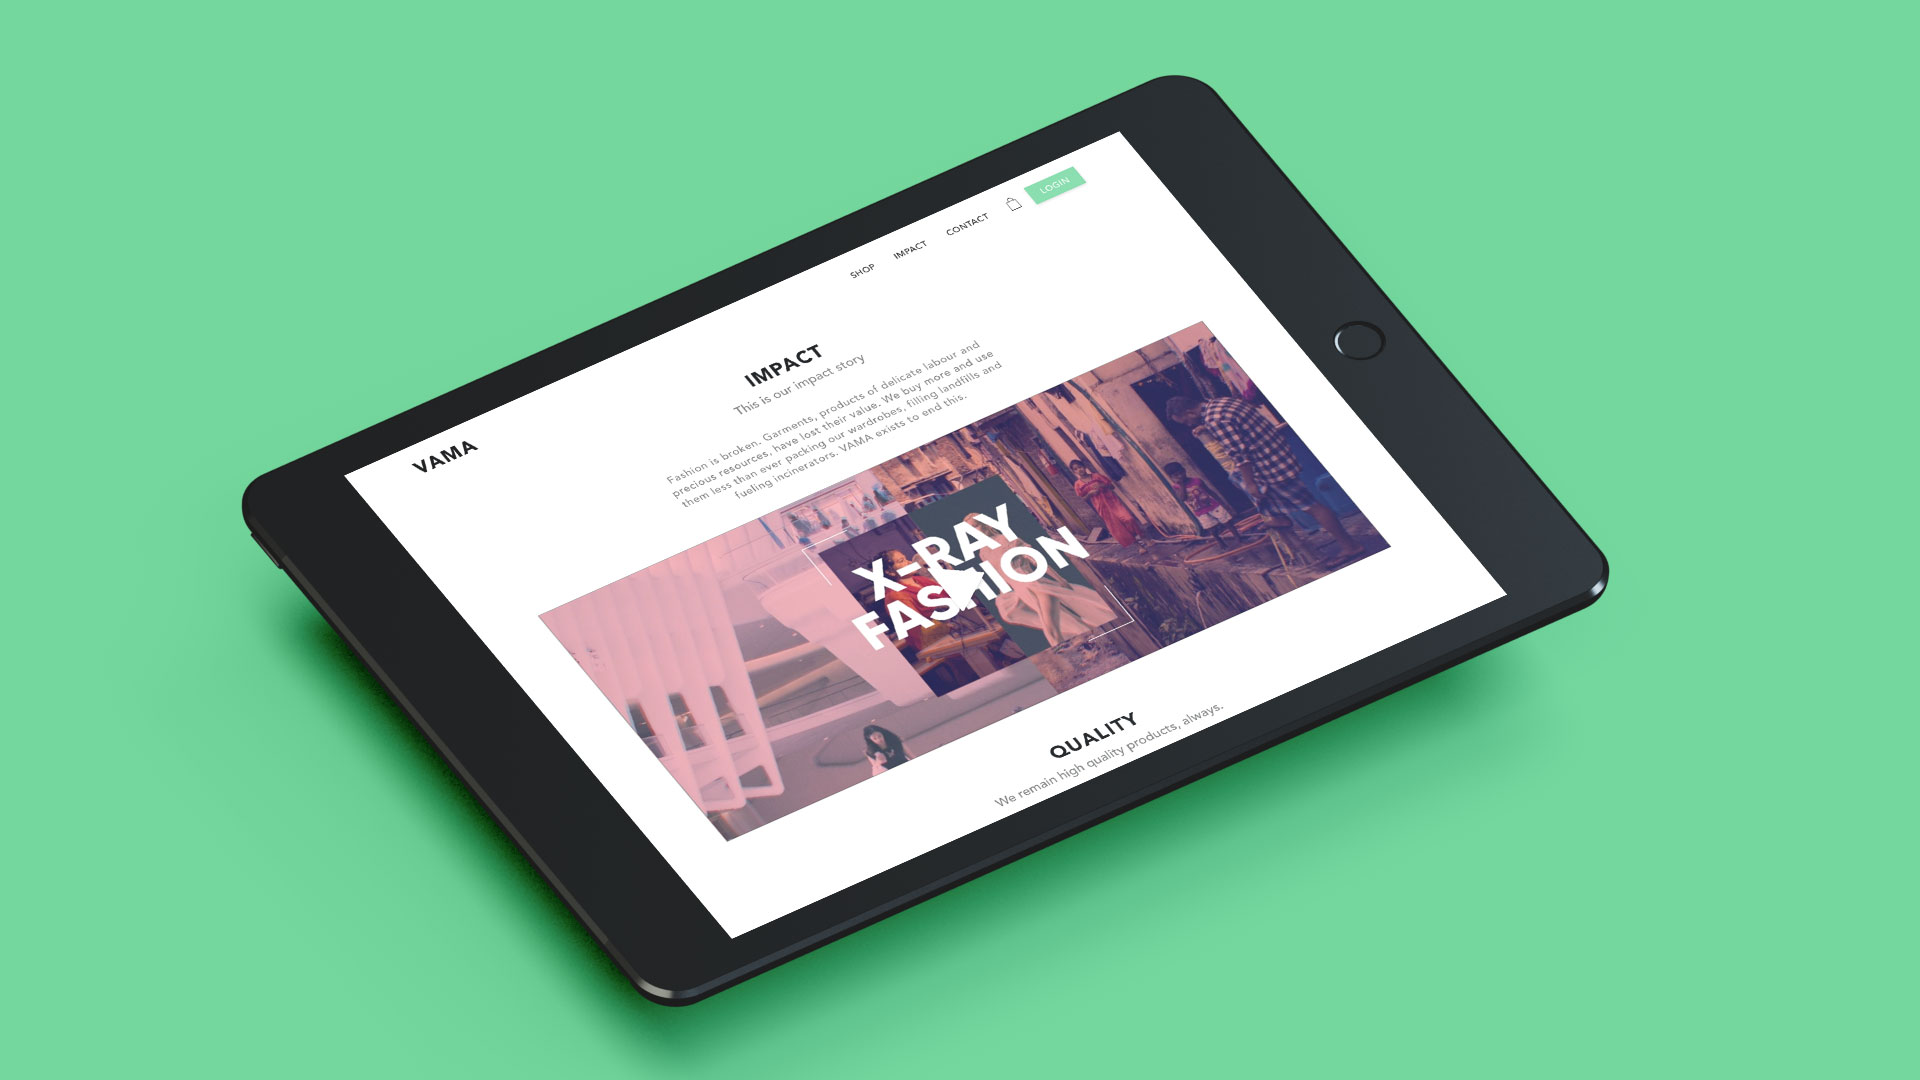 VAMA
SHOP
IMPACT
CONTACT
LOGIN
IMPACT
This is our impact story
Fashion is broken. Garments, products of delicate labour and
precious resources, have lost their value. We buy more and use
them less than ever packing our wardrobes, filling landfills and
fueling incinerators. VAMA exists to end this.
X-RAY
FASHION
QUALITY
We remain high quality products, always.